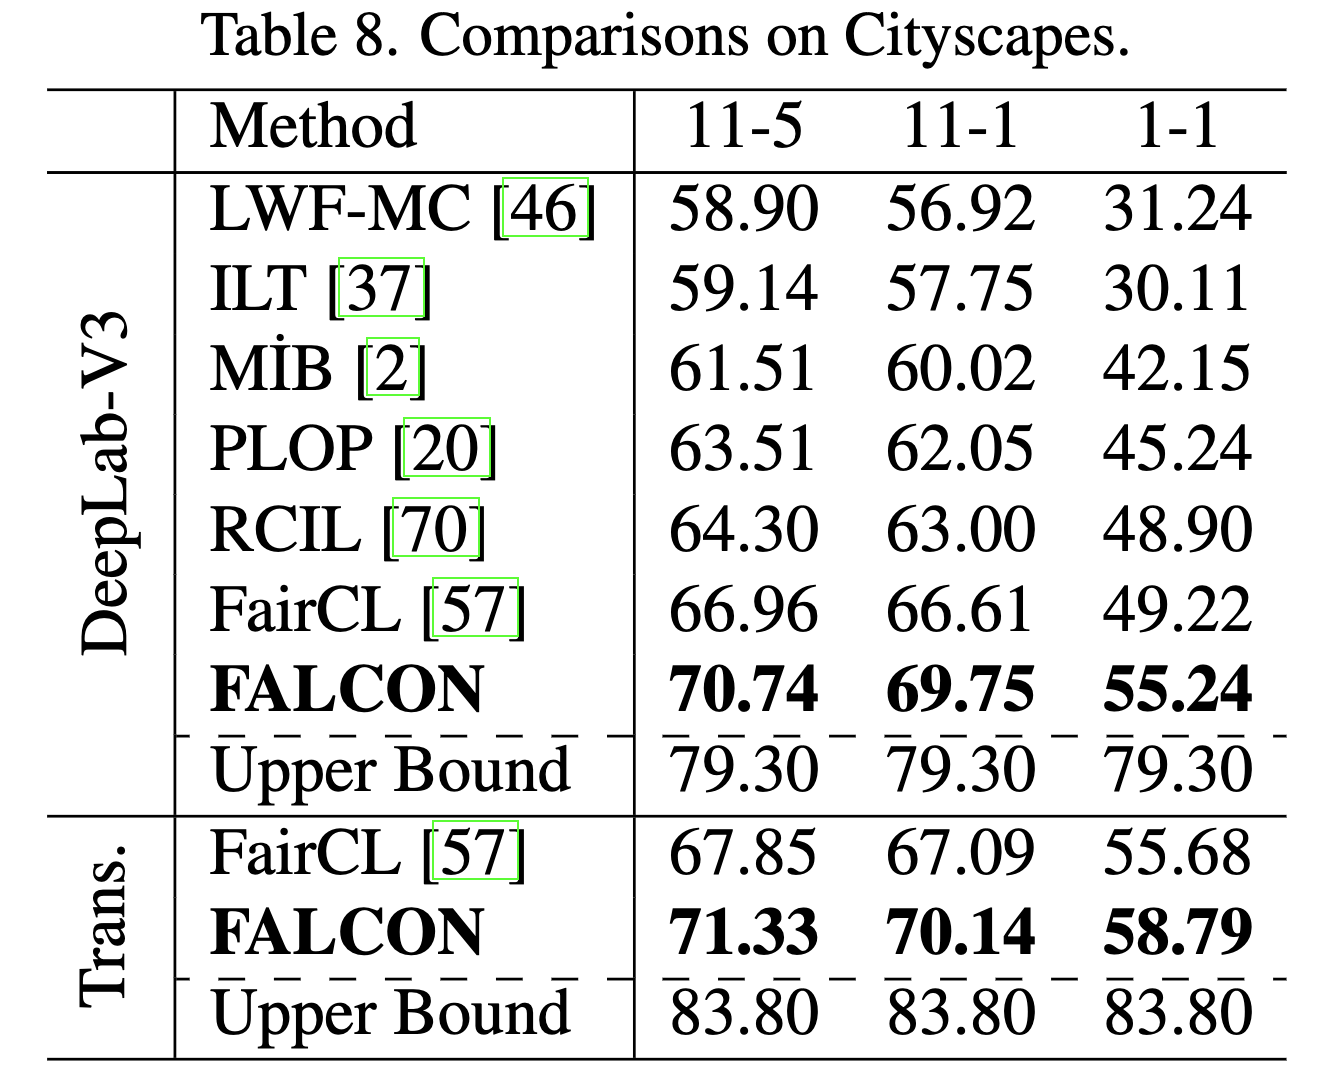 Table 8. Comparisons on Cityscapes.
Method 11-5 11-1 1-1
DeepLab-V3
LWF-MC [46] 58.90 56.92 31.24
ILT [37] 59.14 57.75 30.11
MİB [2] 61.51 60.02 42.15
PLOP [20] 63.51 62.05 45.24
RCIL [70] 64.30 63.00 48.90
FairCL [57] 66.96 66.61 49.22
FALCON 70.74 69.75 55.24
Upper Bound 79.30 79.30 79.30
Trans.
FairCL [57] 67.85 67.09 55.68
FALCON 71.33 70.14 58.79
Upper Bound 83.80 83.80 83.80